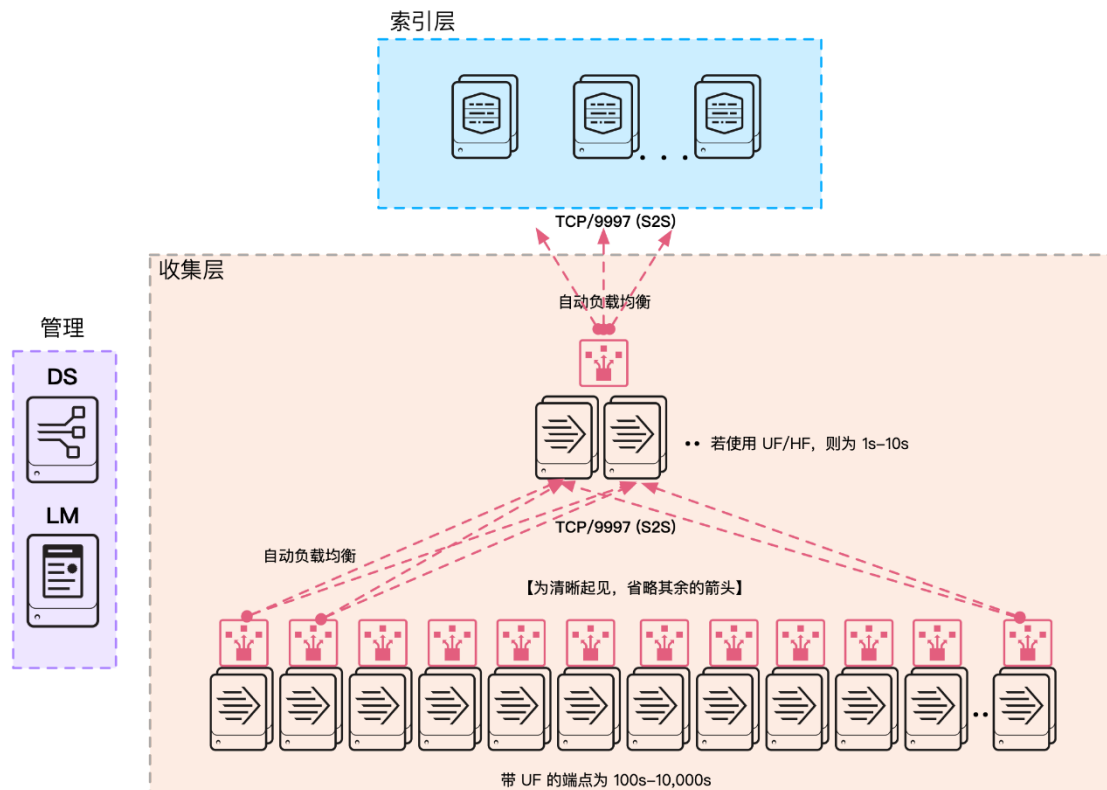 索引层
TCP/9997 (S2S)
收集层
自动负载均衡
管理
DS
若使用 UF/HF，则为 1s–10s
LM
TCP/9997 (S2S)
自动负载均衡
【为清晰起见，省略其余的箭头】
带 UF 的端点为 100s–10,000s